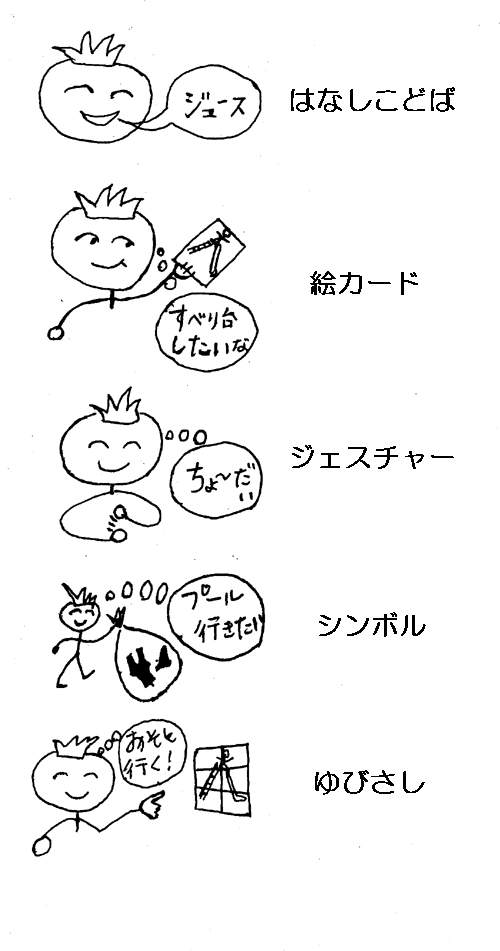 ジュース
はなしことば
すべり台
したいな
絵カード
ちょ～だ
い
ジェスチャー
プール
行きたい
シンボル
おそと
行く!
ゆびさし